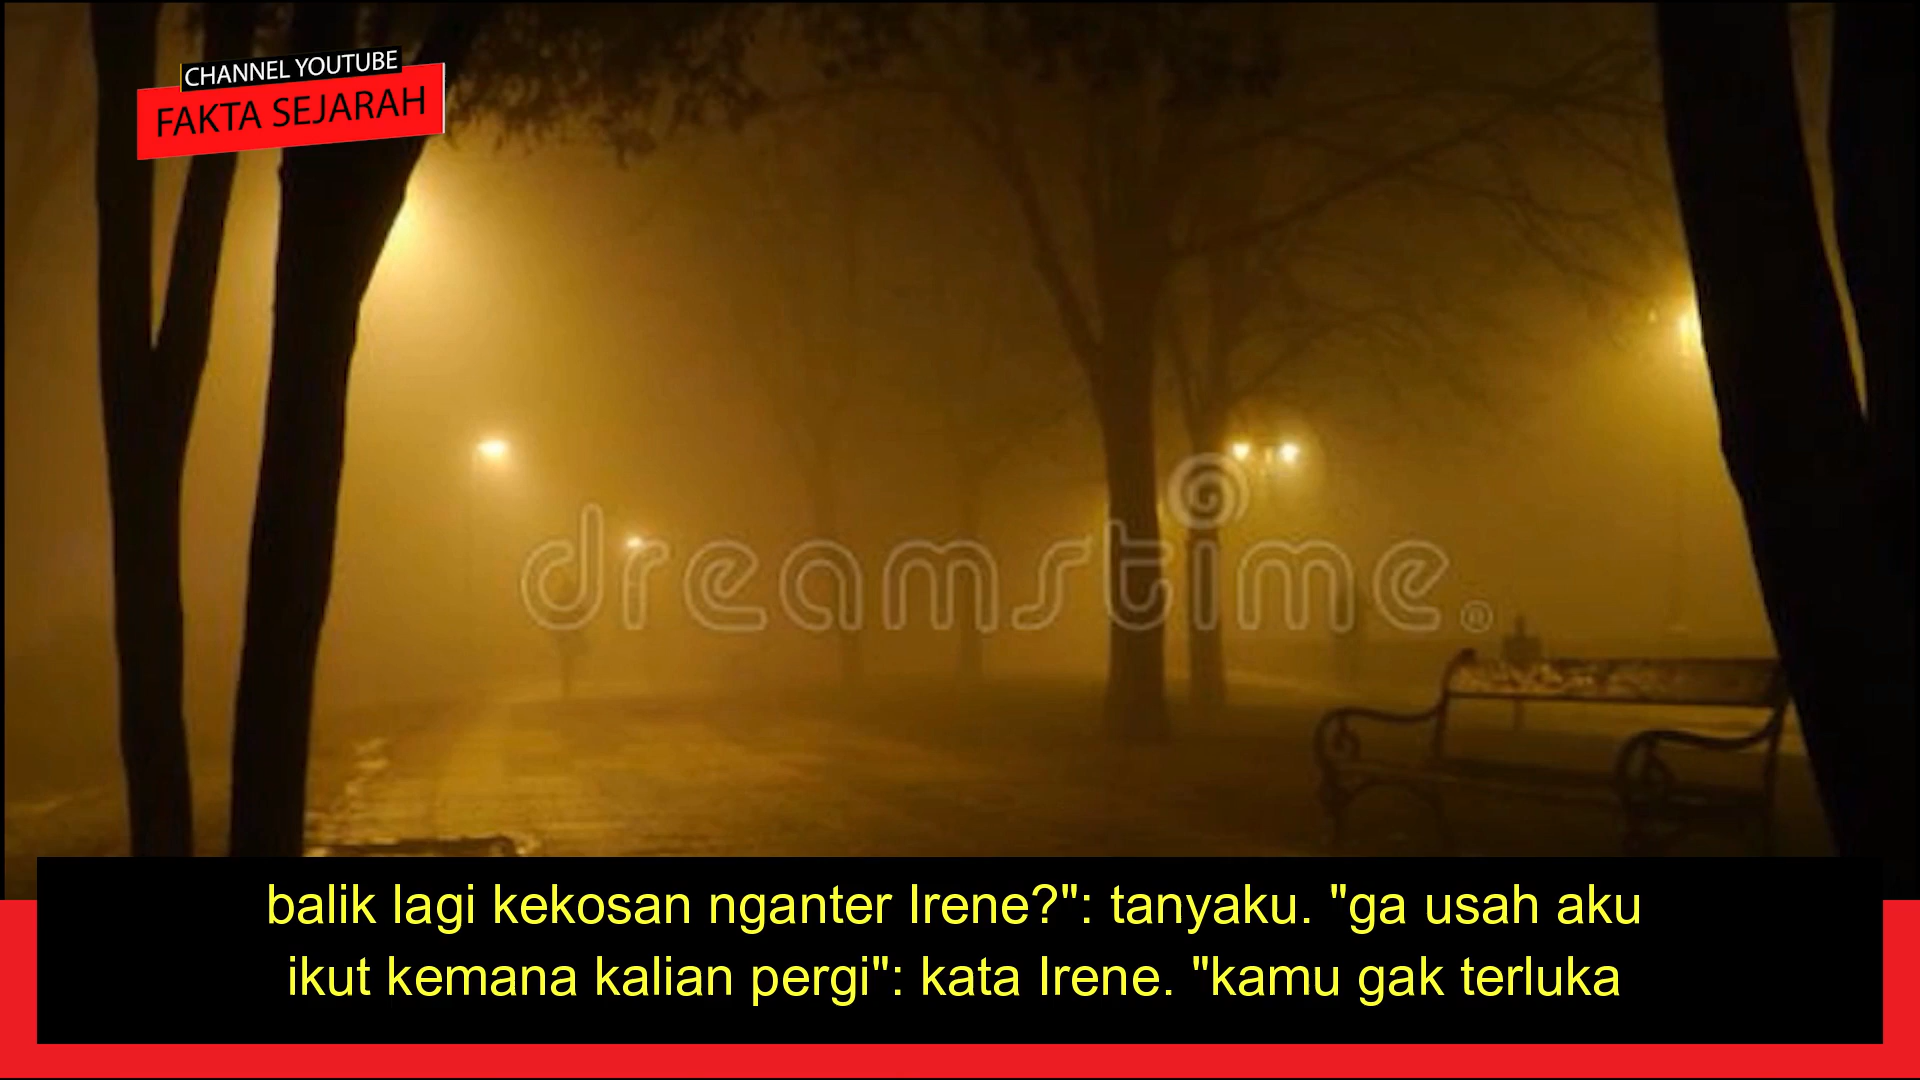 CHANNEL YOUTUBE
FAKTA SEJARAH
dreamstime®
balik lagi kekosan nganter Irene?": tanyaku. "ga usah aku
ikut kemana kalian pergi": kata Irene. "kamu gak terluka